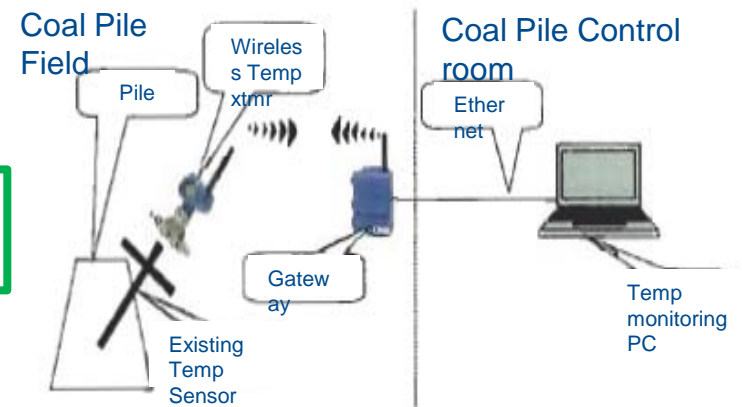 Coal Pile
Field
Pile
Wireles
s Temp
xtmr
Coal Pile Control
room
Ether
net
Gatew
ay
Existing
Temp
Sensor
Temp
monitoring
PC